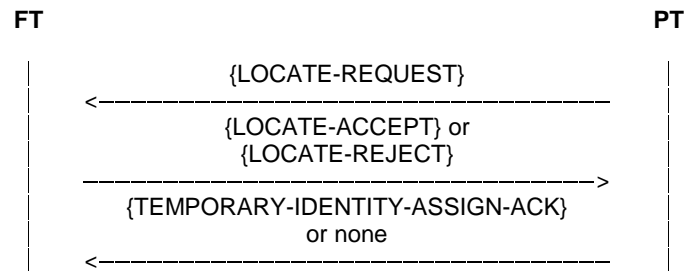 FT PT
{LOCATE-REQUEST}
{LOCATE-ACCEPT} or
{LOCATE-REJECT}
{TEMPORARY-IDENTITY-ASSIGN-ACK}
or none